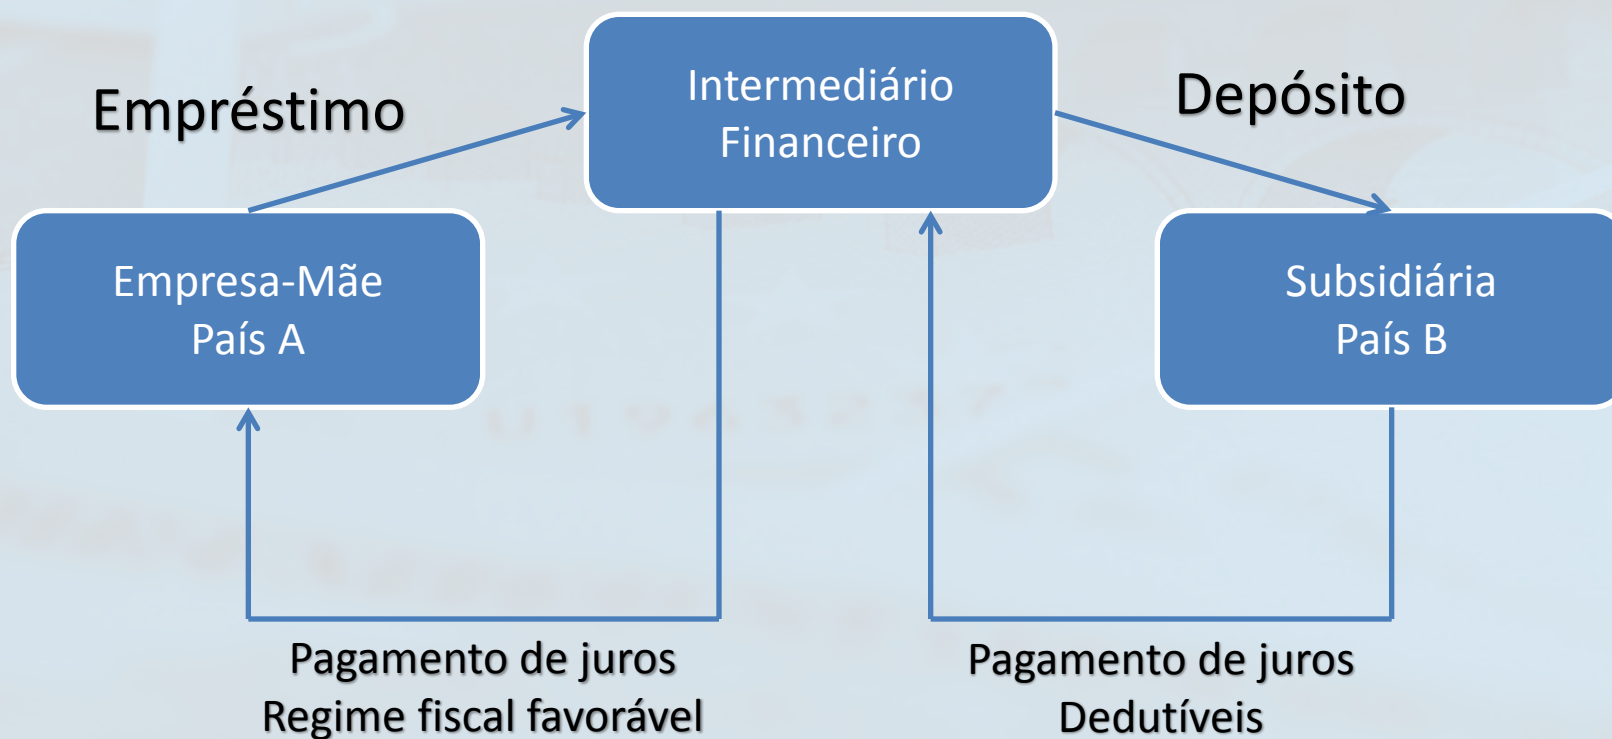 Intermediário
Financeiro
Empréstimo
Depósito
Empresa-Mãe
País A
Subsidiária
País B
Pagamento de juros
Regime fiscal favorável
Pagamento de juros
Dedutíveis